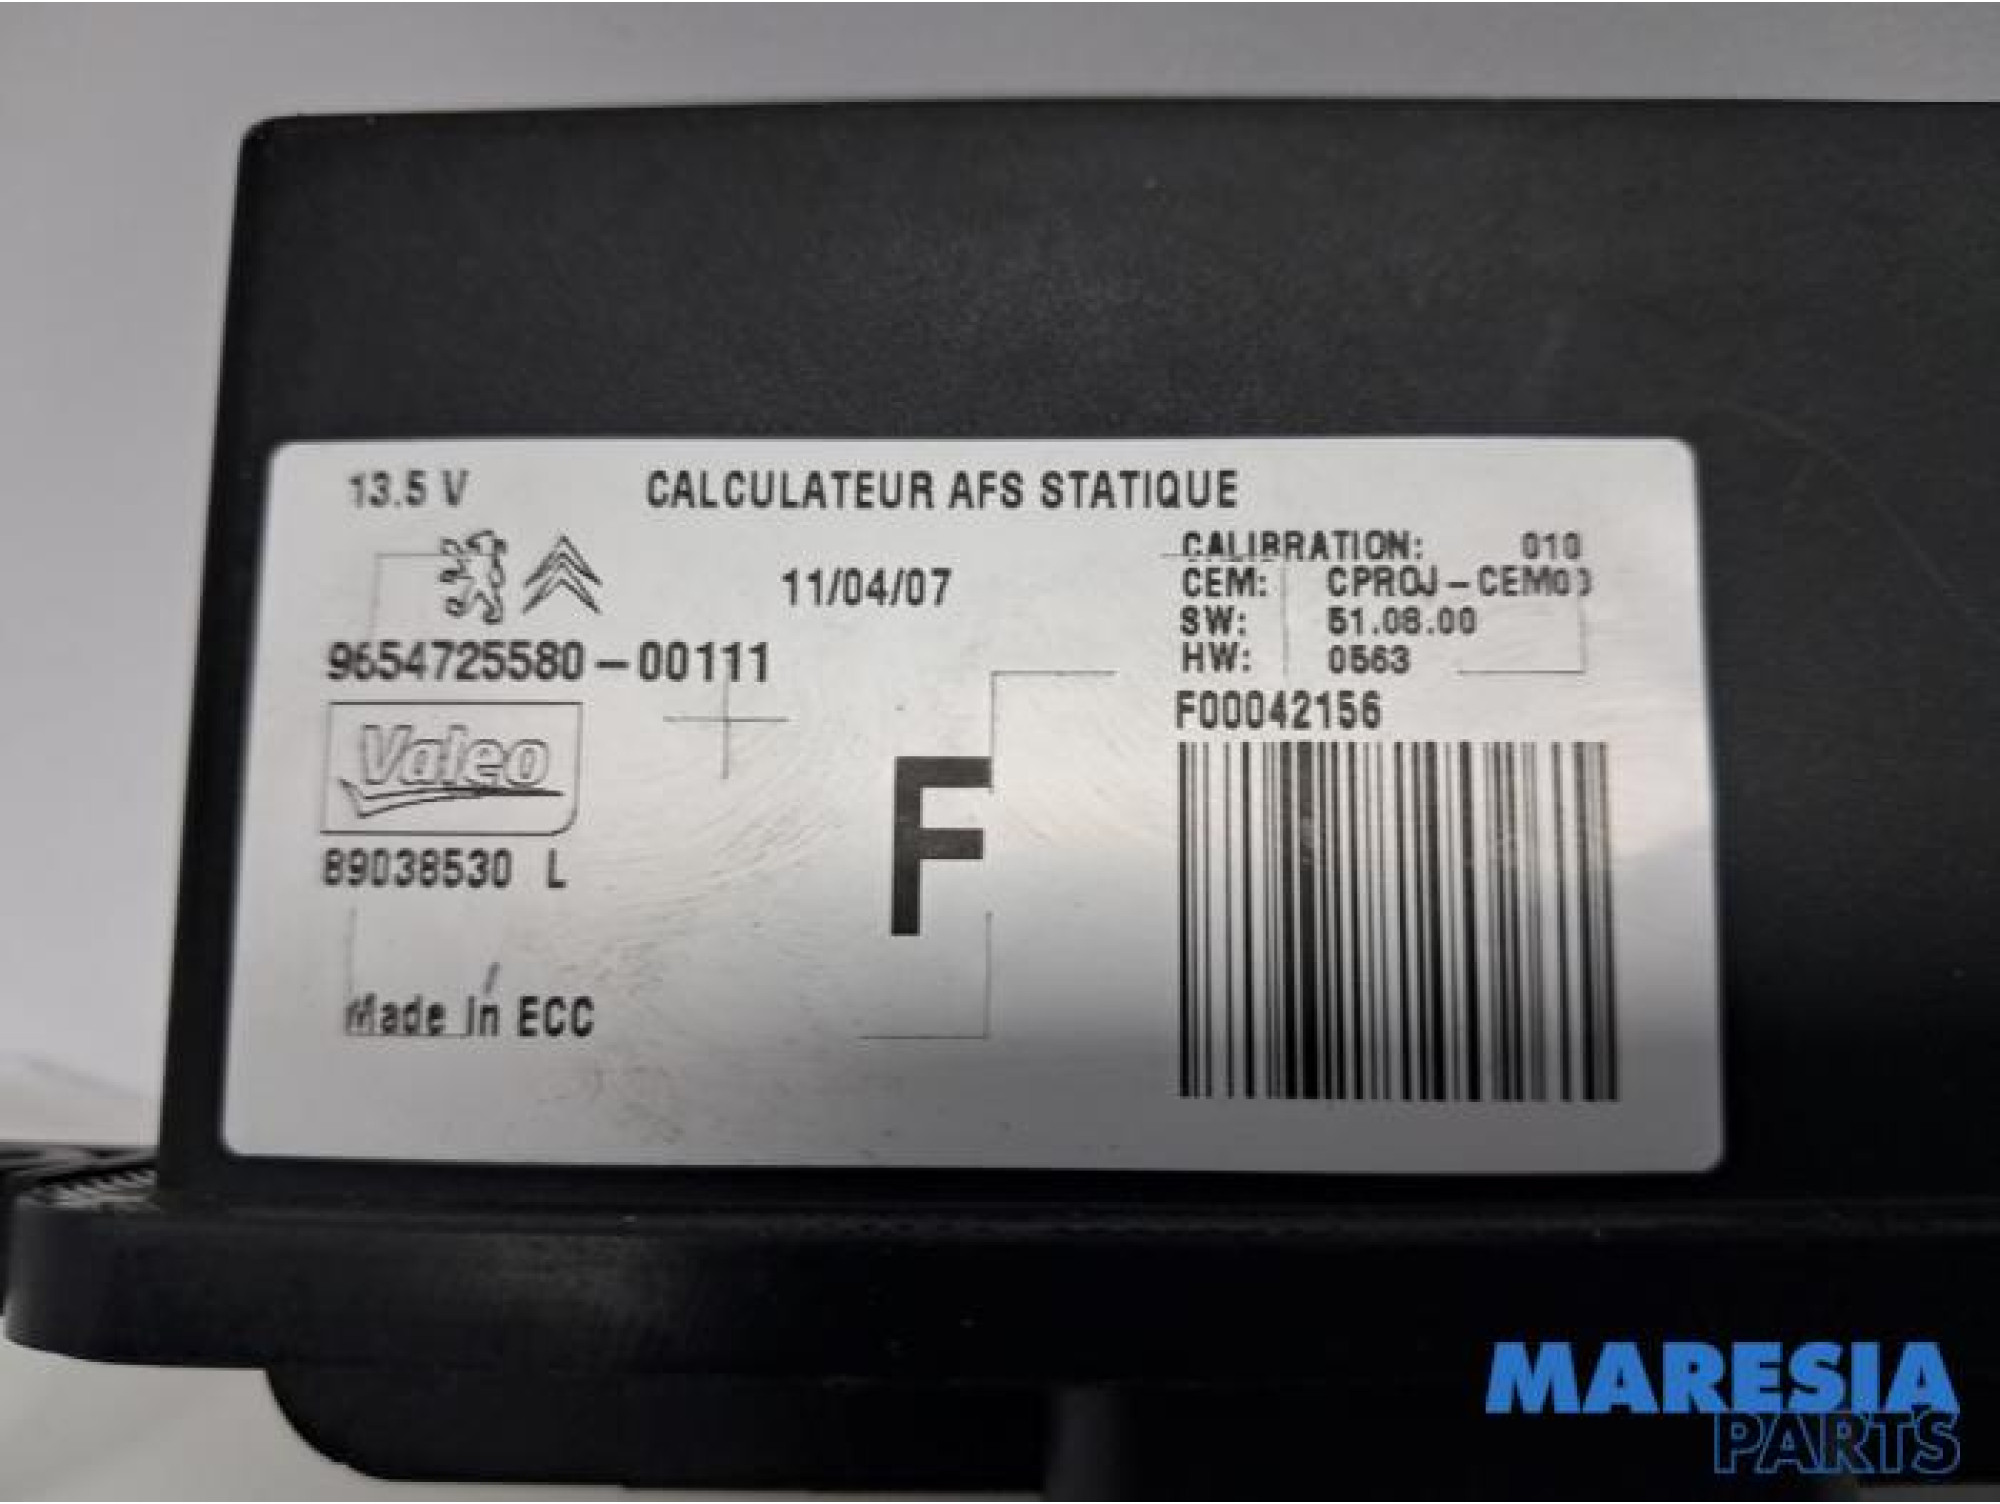 13.5 V CALCULATEUR AFS STATIQUE
11/04/07
CALIBRATION: 010
CEM: CPROJ-CEM00
SW: 51.08.00
HW: 0563
9654725580-00111
F00042156
Valeo
89038530 L
F
Made in ECC
MARESIA
PARTS